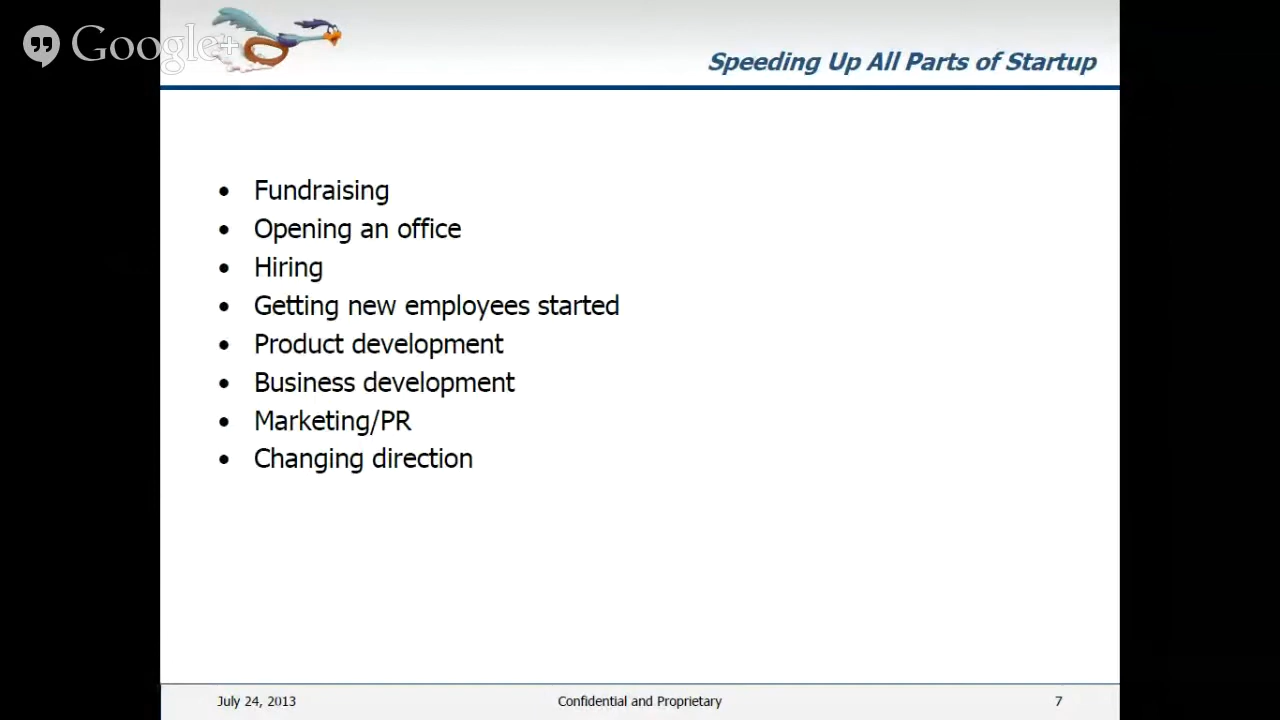 Google+
Speeding Up All Parts of Startup
• Fundraising
• Opening an office
• Hiring
• Getting new employees started
• Product development
• Business development
• Marketing/PR
• Changing direction
July 24, 2013
Confidential and Proprietary
7